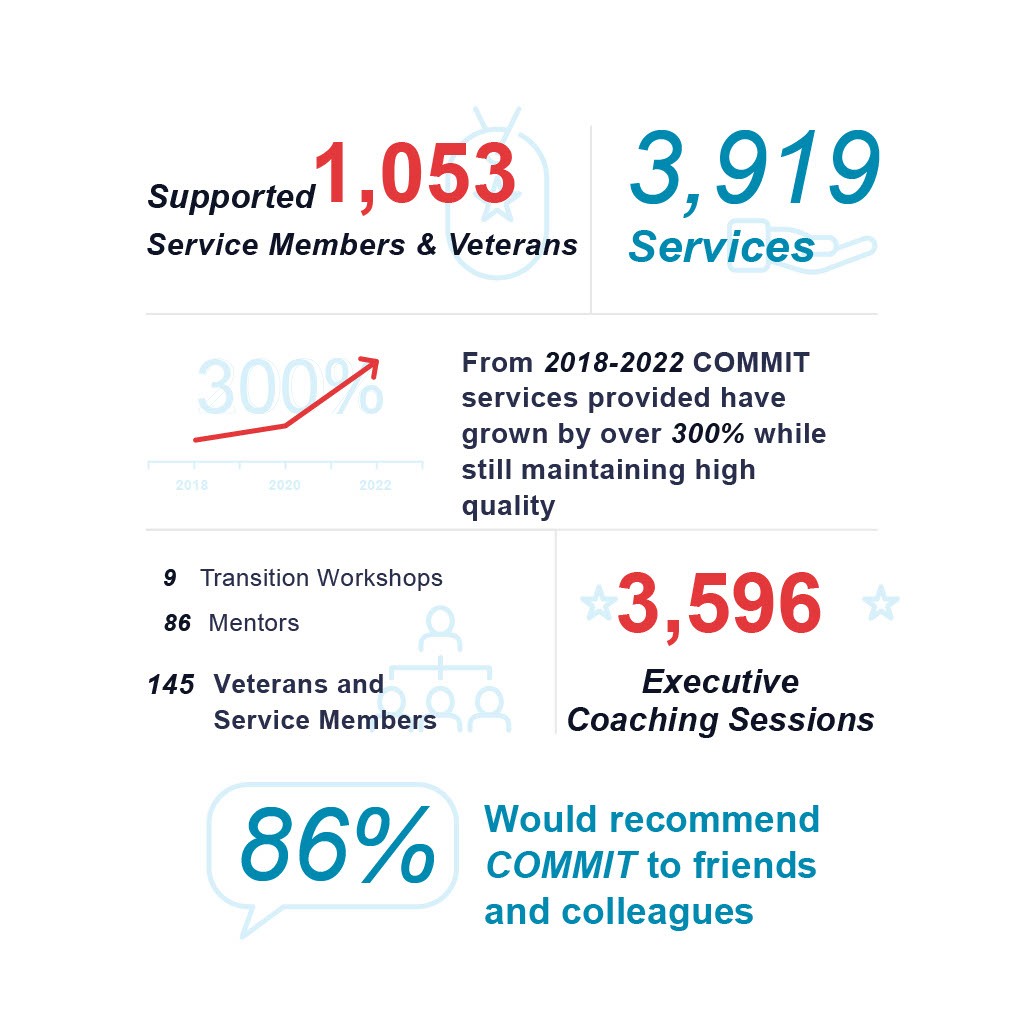 Supported 1,053
Service Members & Veterans
3,919
Services
300%
2018 2020 2022
From 2018-2022 COMMIT
services provided have
grown by over 300% while
still maintaining high
quality
9 Transition Workshops
86 Mentors
145 Veterans and
Service Members
3,596
Executive
Coaching Sessions
86%
Would recommend
COMMIT to friends
and colleagues